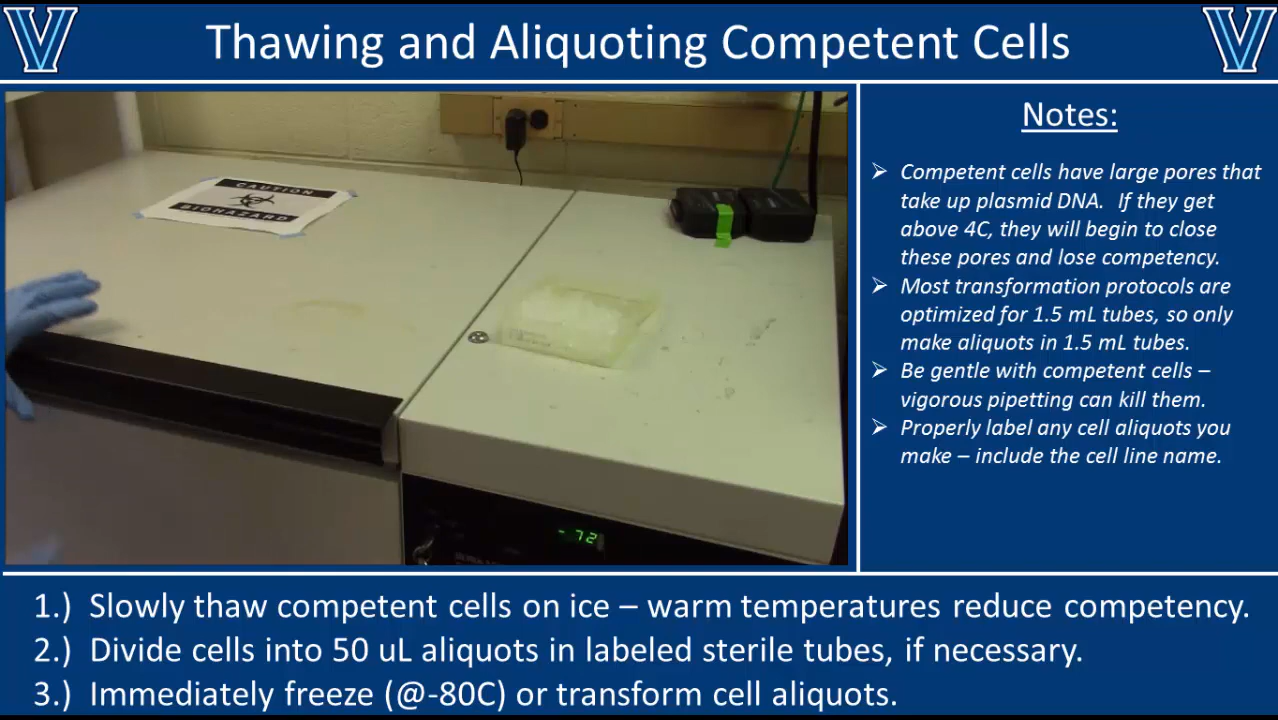 Thawing and Aliquoting Competent Cells
CAUTION
BIOHAZARD
- 72
Notes:
➢ Competent cells have large pores that
take up plasmid DNA.  If they get
above 4C, they will begin to close
these pores and lose competency.
➢ Most transformation protocols are
optimized for 1.5 mL tubes, so only
make aliquots in 1.5 mL tubes.
➢ Be gentle with competent cells –
vigorous pipetting can kill them.
➢ Properly label any cell aliquots you
make – include the cell line name.
1.) Slowly thaw competent cells on ice – warm temperatures reduce competency.
2.) Divide cells into 50 uL aliquots in labeled sterile tubes, if necessary.
3.) Immediately freeze (@-80C) or transform cell aliquots.